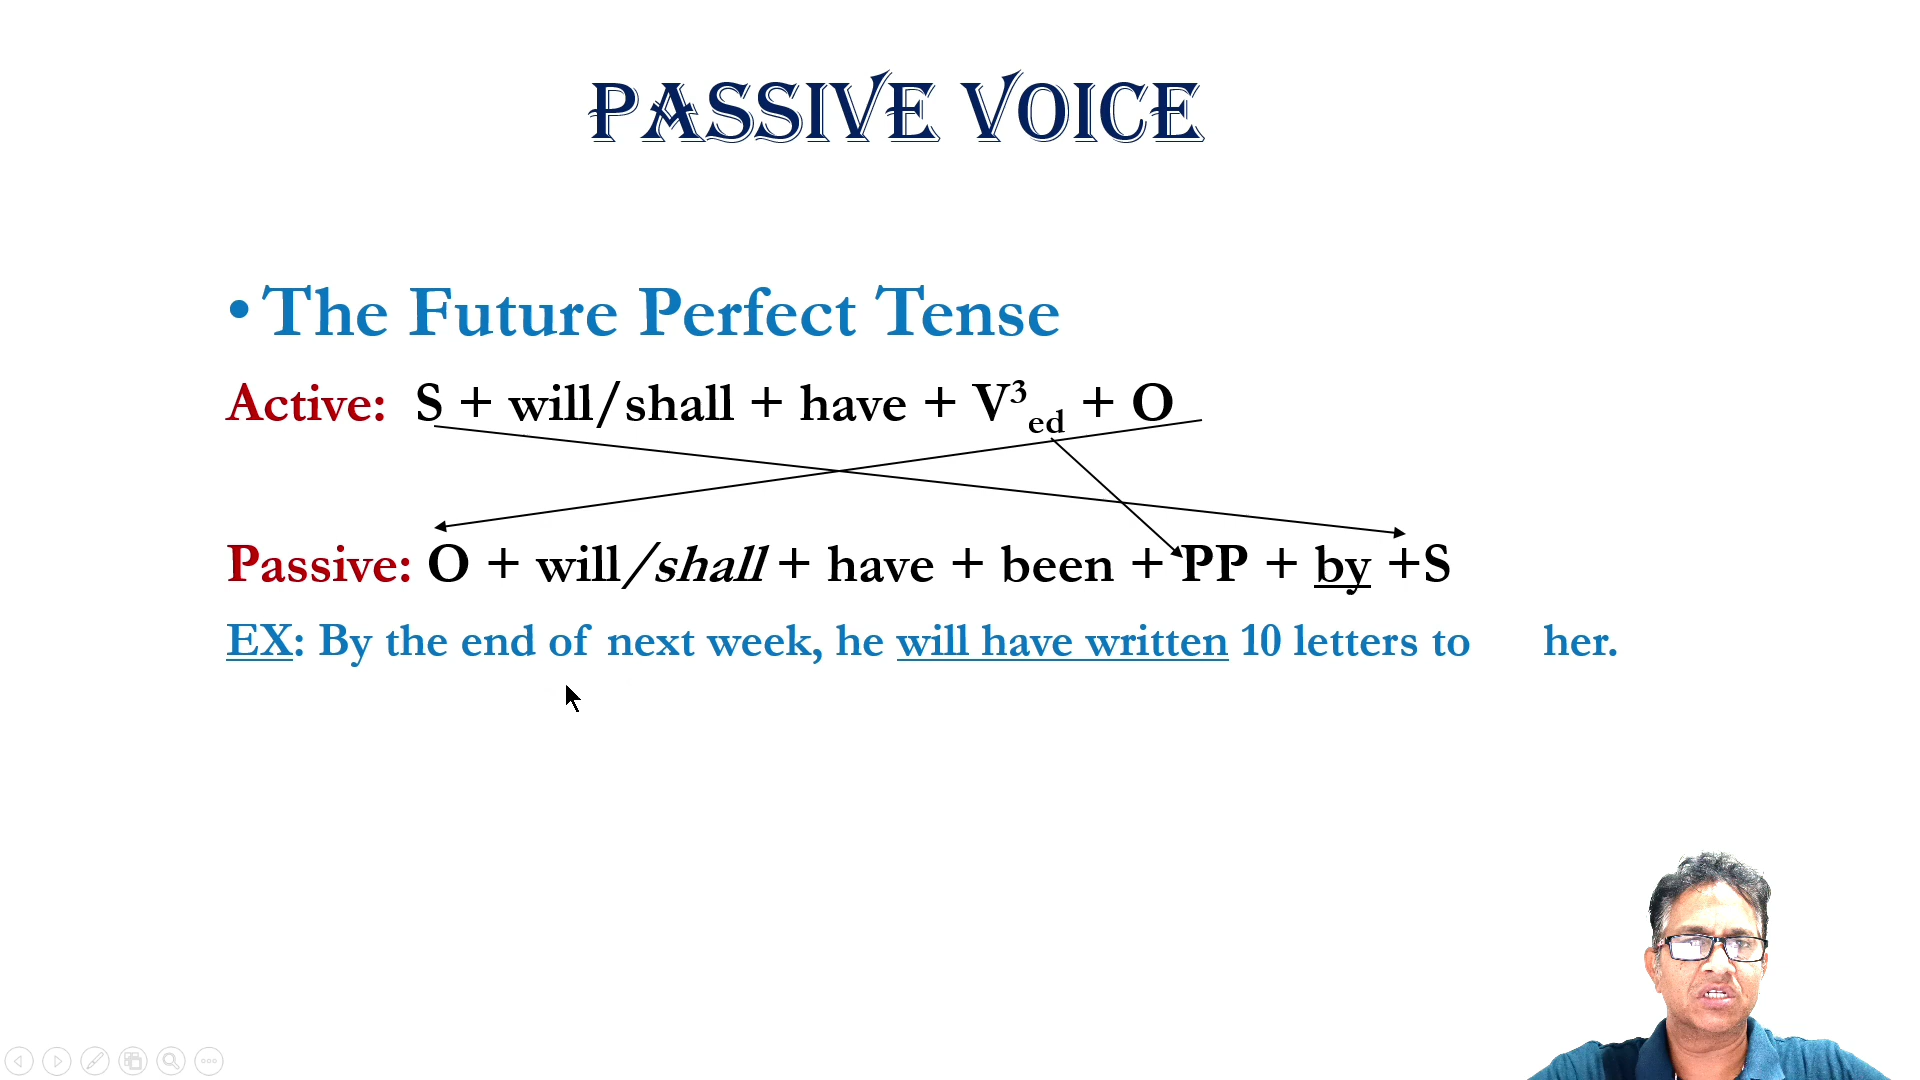 PASSIVE VOICE
• The Future Perfect Tense
Active: S + will/shall + have + V³ed + O
Passive: O + will/shall + have + been + PP + by +S
EX: By the end of next week, he will have written 10 letters to her.